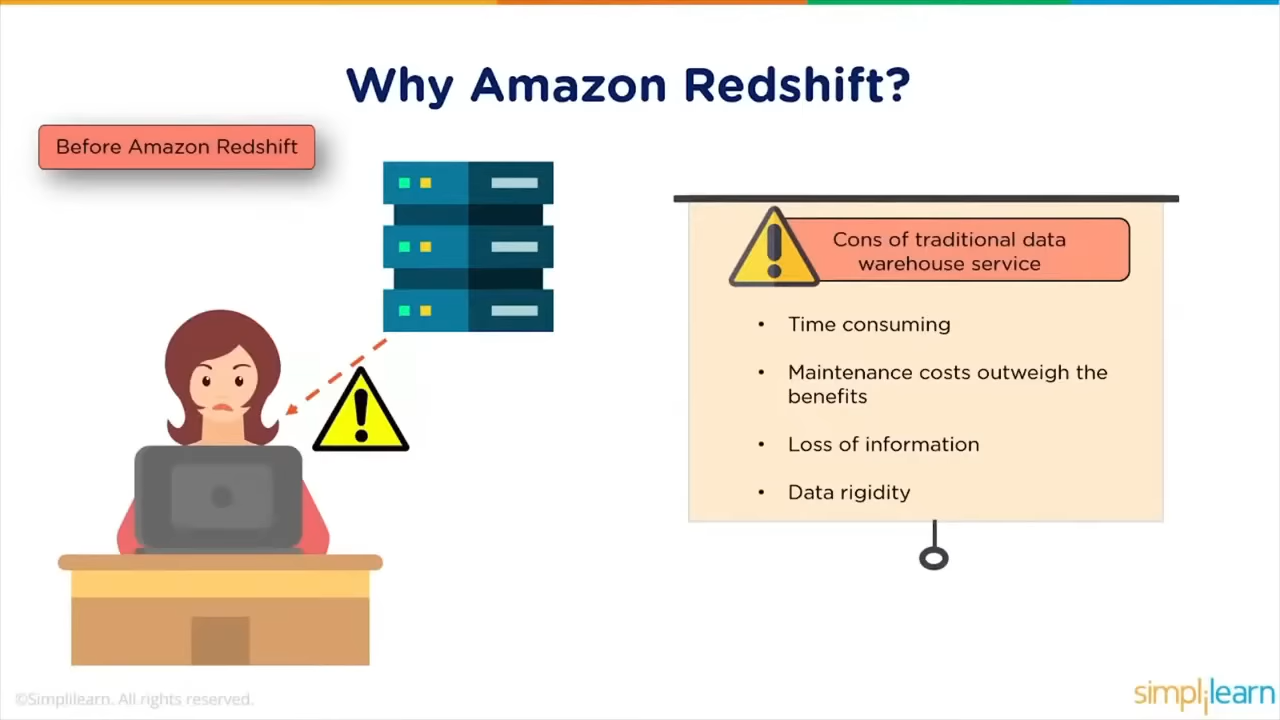 Why Amazon Redshift?
Before Amazon Redshift
Cons of traditional data
warehouse service
• Time consuming
• Maintenance costs outweigh the
benefits
• Loss of information
• Data rigidity
©Simplilearn. All rights reserved.
simplilearn